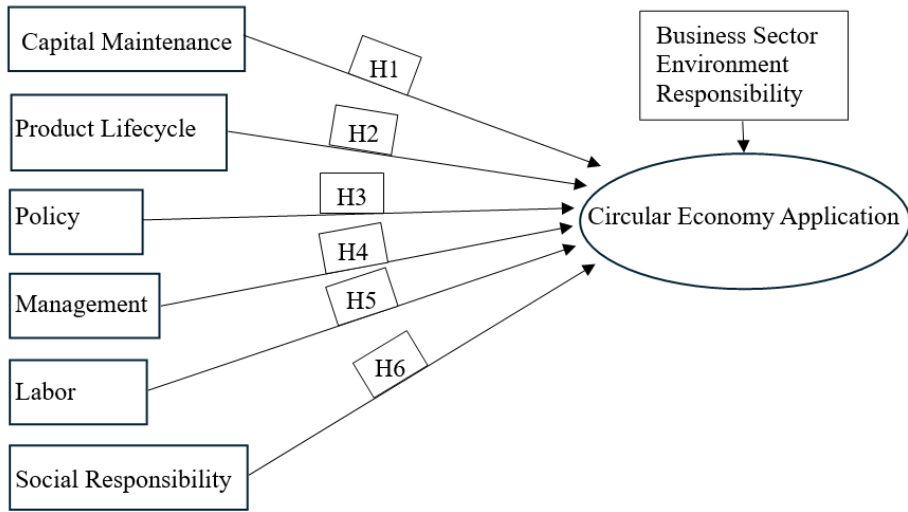 Capital Maintenance
H1
Business Sector
Environment
Responsibility
Product Lifecycle
H2
Policy
H3
Circular Economy Application
Management
H4
Labor
H5
Social Responsibility
H6